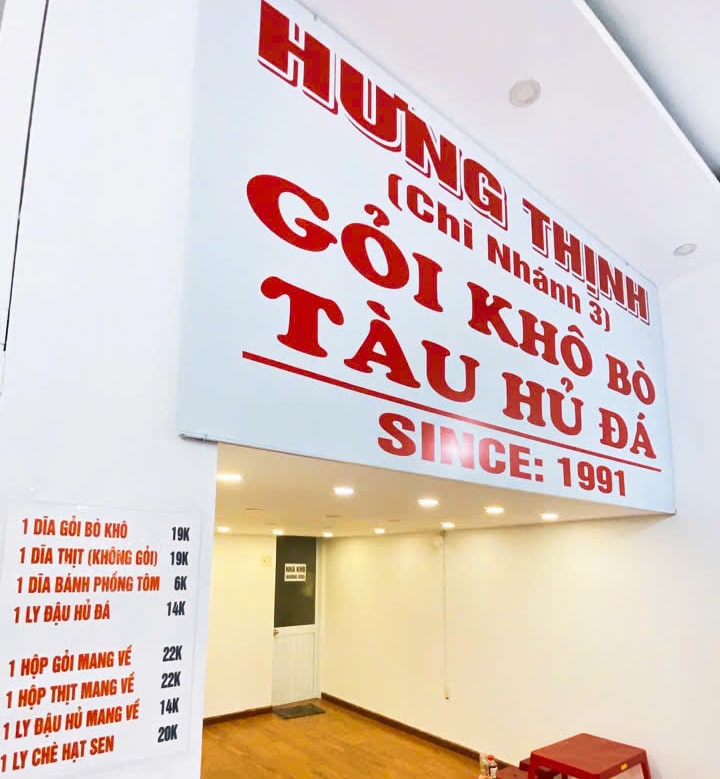 HƯNG THỊNH
(Chi Nhánh 3)
GỎI KHÔ BÒ
TÀU HỦ ĐÁ
SINCE: 1991
1 DĨA GỎI BÒ KHÔ 19K
1 DĨA THỊT (KHÔNG GỎI) 19K
1 DĨA BÁNH PHỒNG TÔM 6K
1 LY ĐẬU HỦ ĐÁ 14K
1 HỘP GỎI MANG VỀ 22K
1 HỘP THỊT MANG VỀ 22K
1 LY ĐẬU HỦ MANG VỀ 14K
1 LY CHÈ HẠT SEN 20K
NHÀ KHO